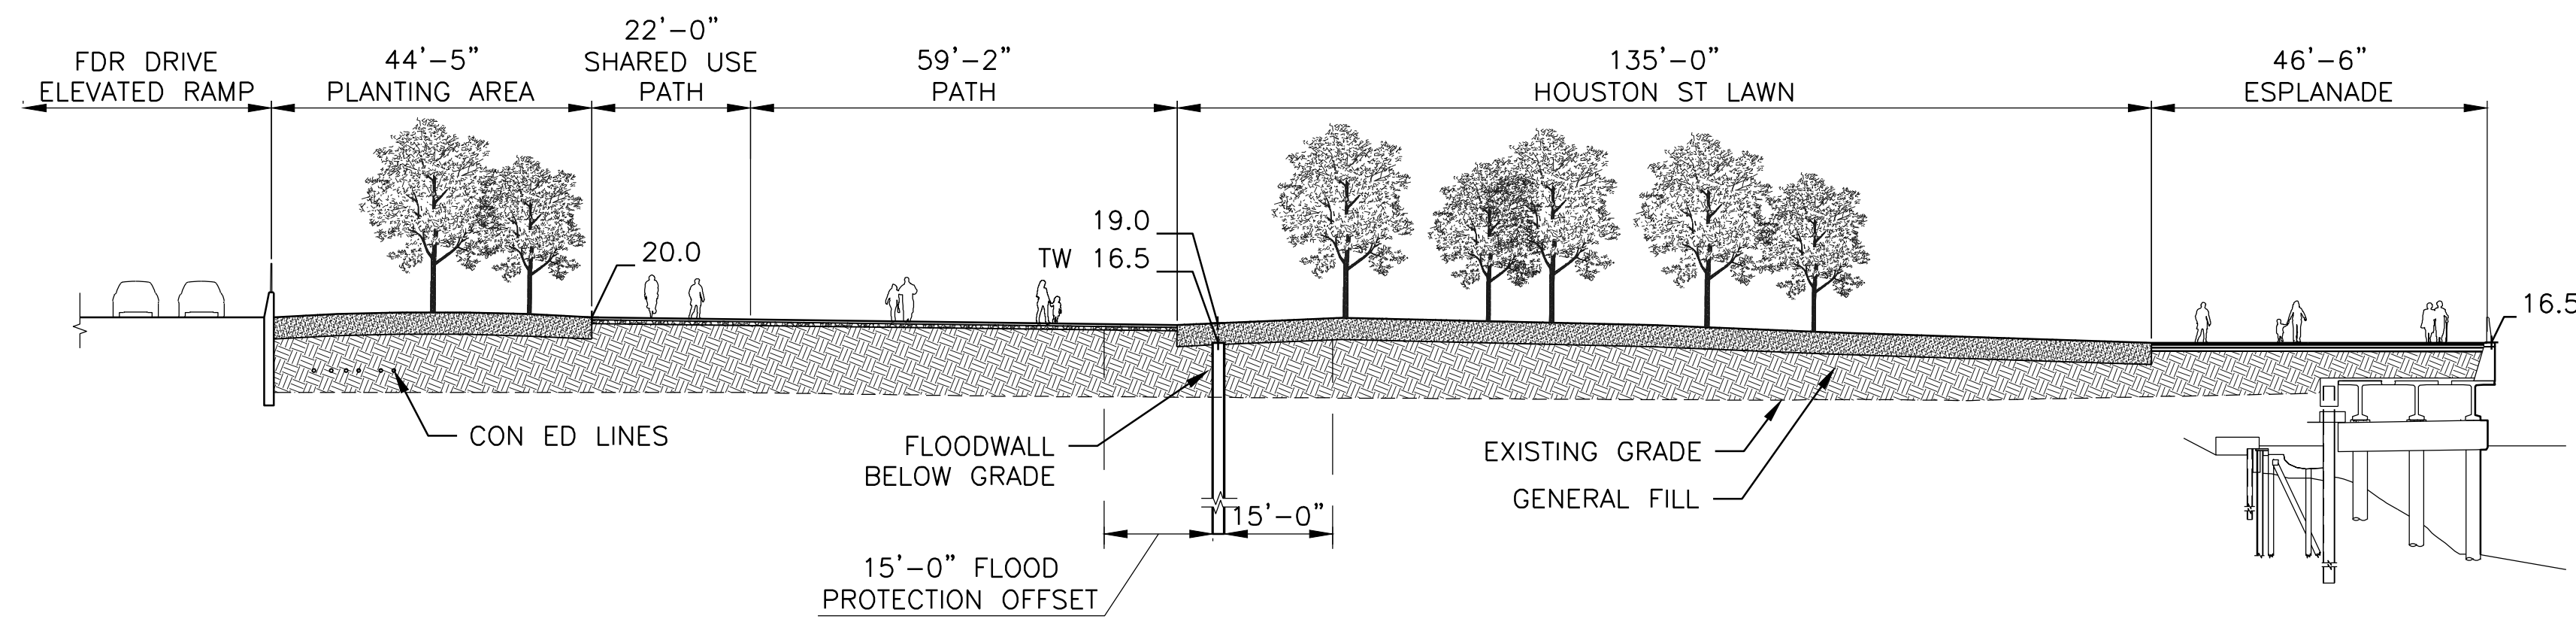 FDR DRIVE
ELEVATED RAMP
44'-5"
PLANTING AREA
22'-0"
SHARED USE
PATH
59'-2"
PATH
135'-0"
HOUSTON ST LAWN
46'-6"
ESPLANADE
20.0
19.0
TW 16.5
16.5
CON ED LINES
FLOODWALL
BELOW GRADE
EXISTING GRADE
GENERAL FILL
15'-0"
15'-0" FLOOD
PROTECTION OFFSET